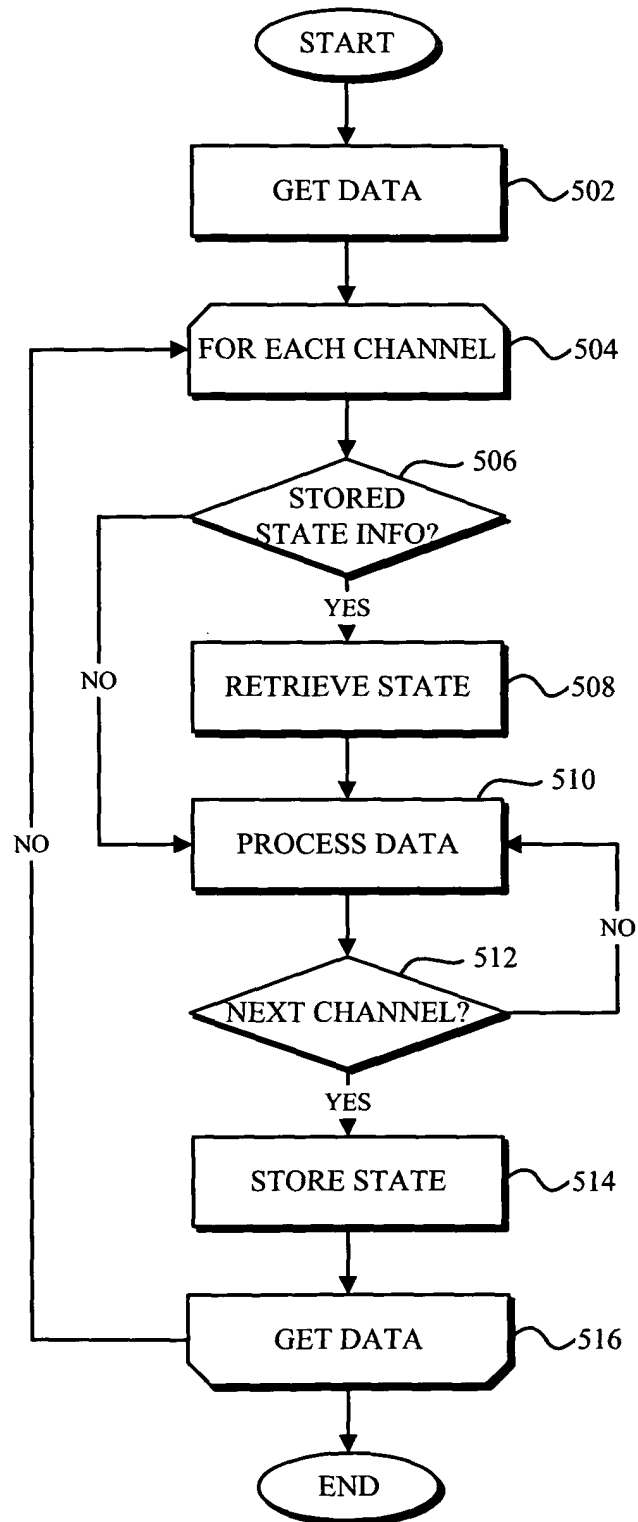 START
GET DATA
502
FOR EACH CHANNEL
504
506
STORED
STATE INFO?
YES
NO
RETRIEVE STATE
508
510
PROCESS DATA
NO
NO
512
NEXT CHANNEL?
YES
STORE STATE
514
GET DATA
516
END